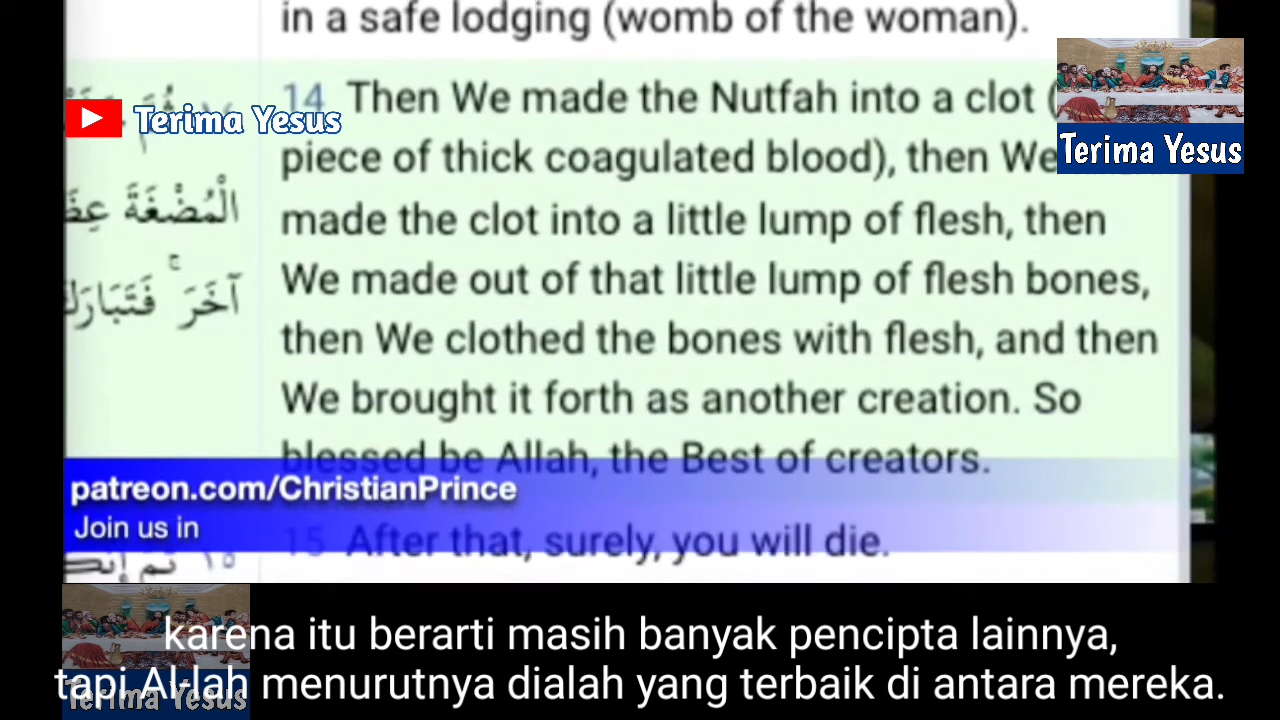 in a safe lodging (womb of the woman).
14 Then We made the Nutfah into a clot (
piece of thick coagulated blood), then We
made the clot into a little lump of flesh, then
We made out of that little lump of flesh bones,
then We clothed the bones with flesh, and then
We brought it forth as another creation. So
blessed be Allah, the Best of creators.
15 After that, surely, you will die.
الْمُضْغَةَ
آخَرَ ۚ فَتَبَارَكَ
١٥ ثُمَّ
Terima Yesus
Terima Yesus
patreon.com/ChristianPrince
Join us in
karena itu berarti masih banyak pencipta lainnya,
tapi Al-lah menurutnya dialah yang terbaik di antara mereka.
Terima Yesus